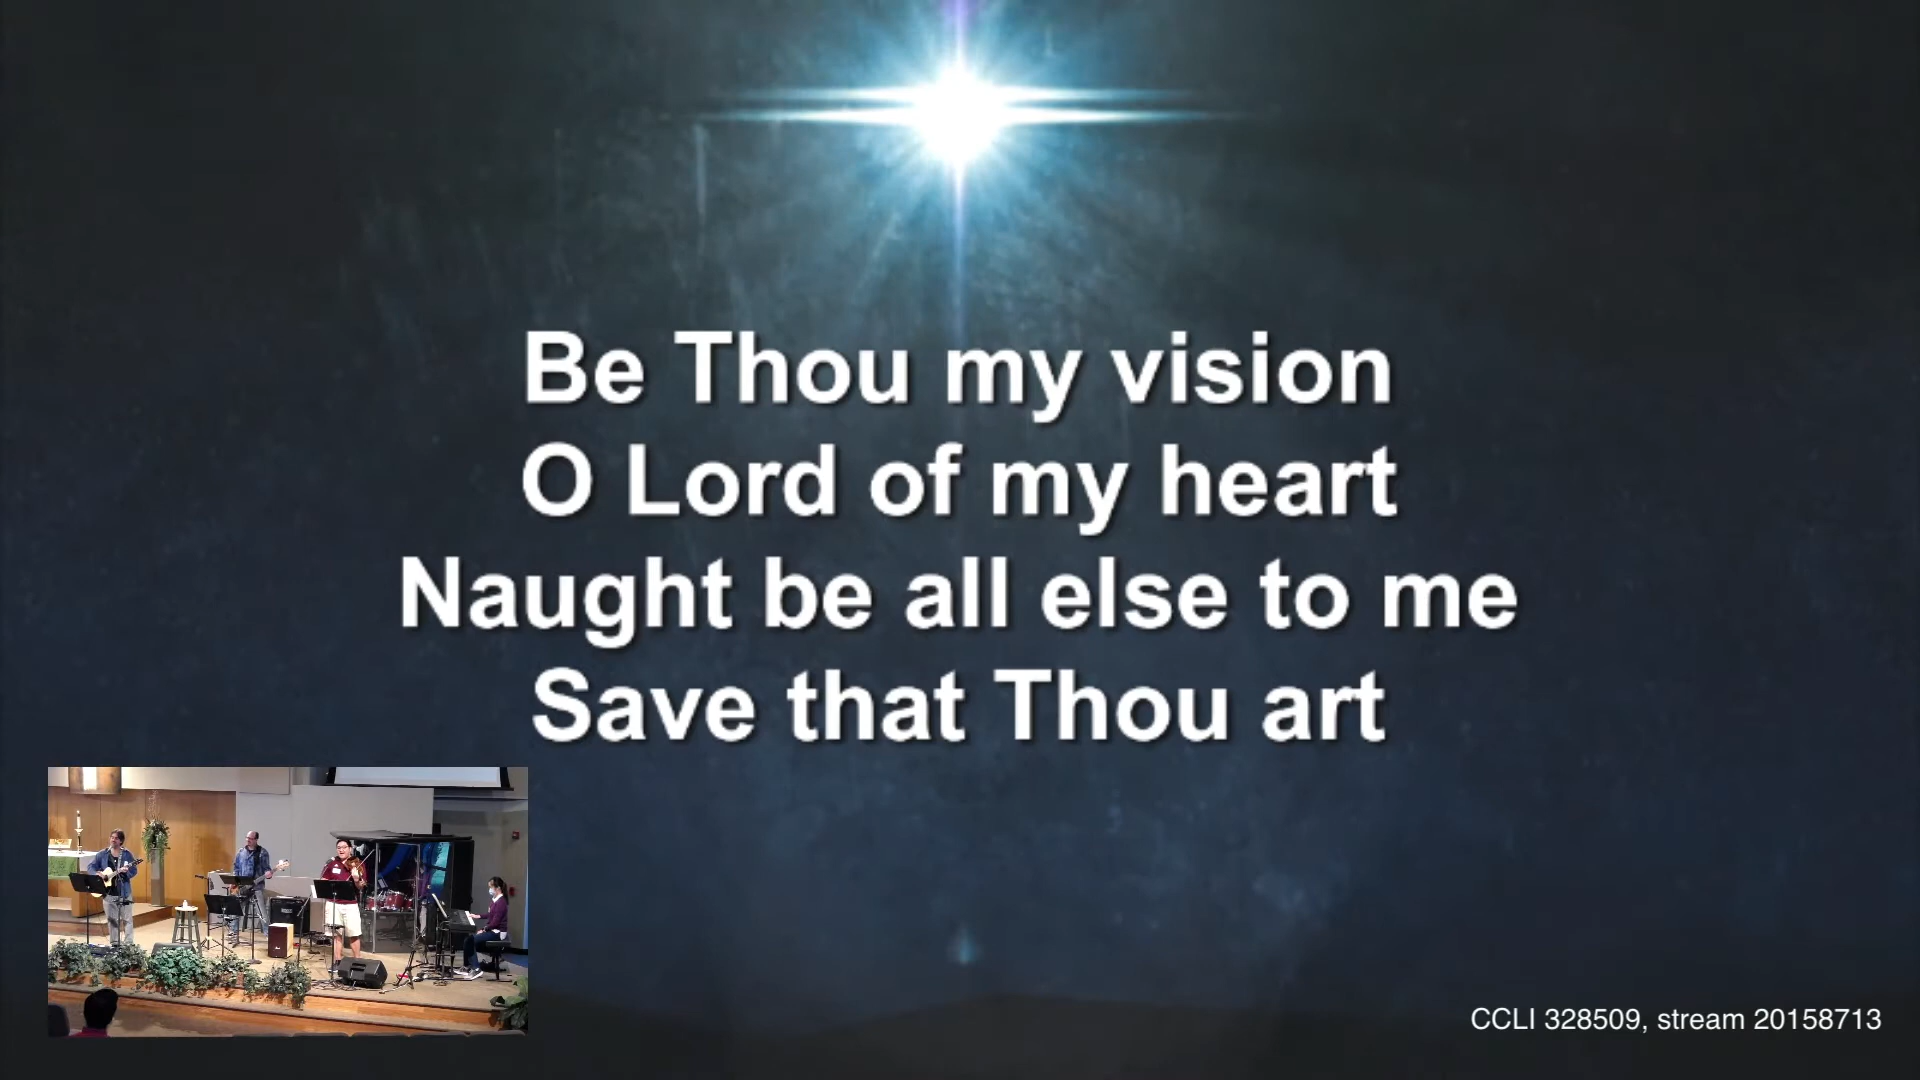 Be Thou my vision
O Lord of my heart
Naught be all else to me
Save that Thou art
CCLI 328509, stream 20158713